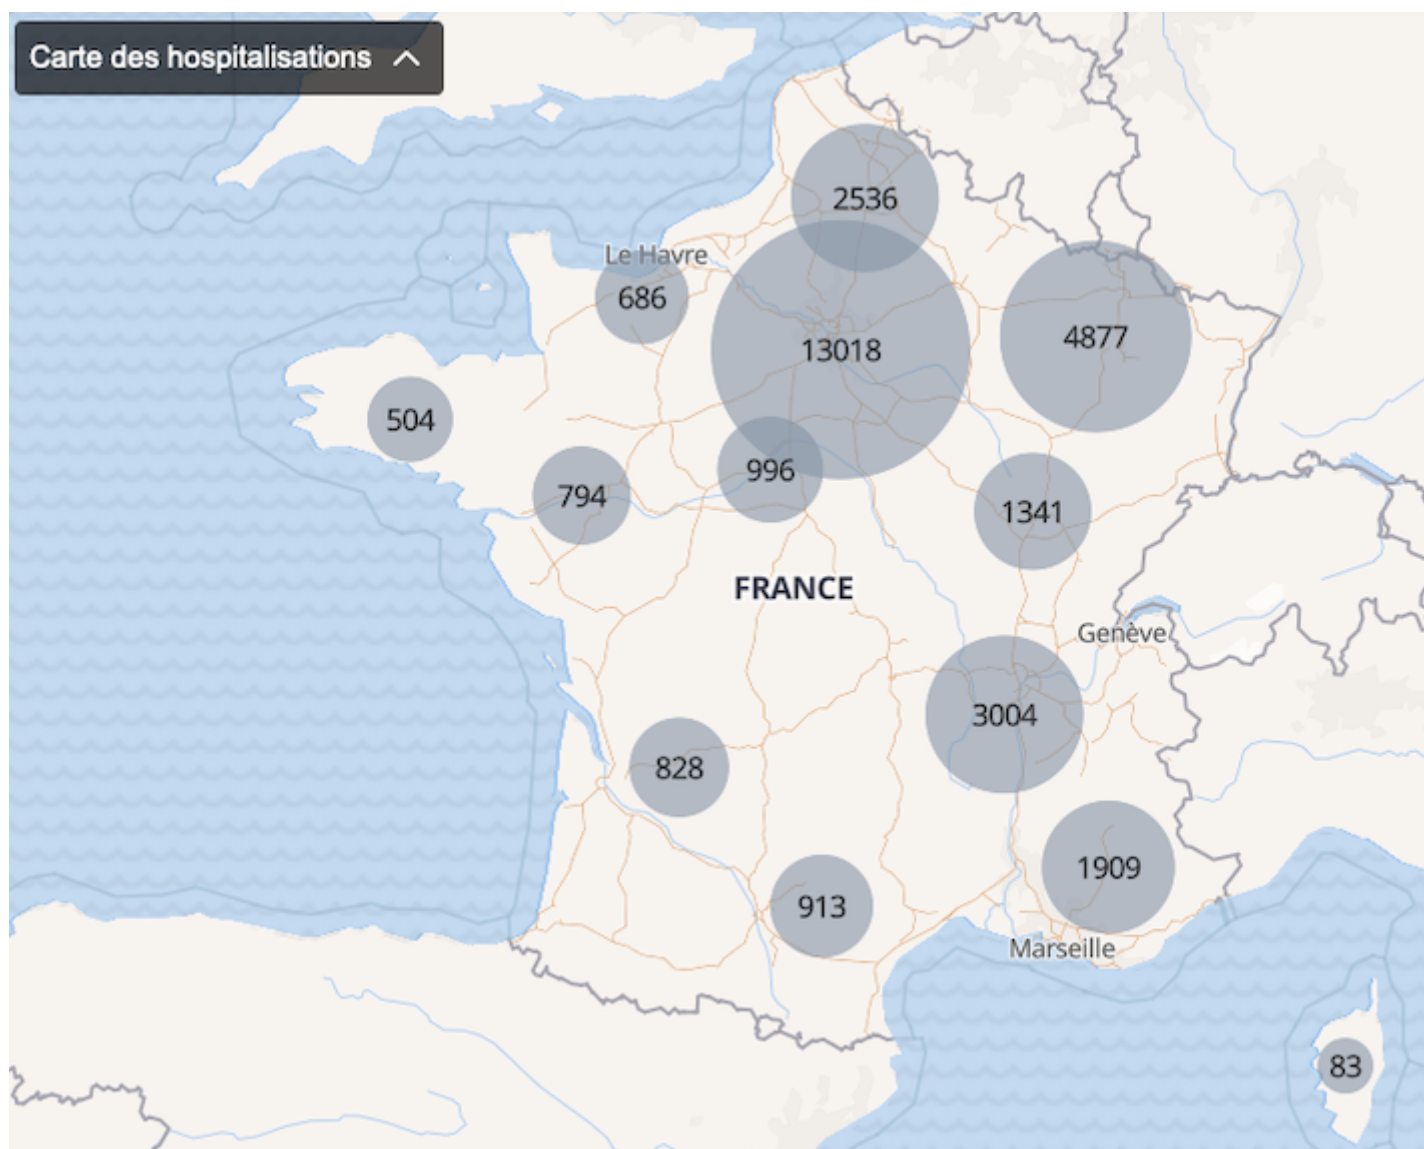 Carte des hospitalisations
2536
Le Havre
686
13018
4877
504
996
794
1341
FRANCE
Genève
3004
828
1909
913
Marseille
83